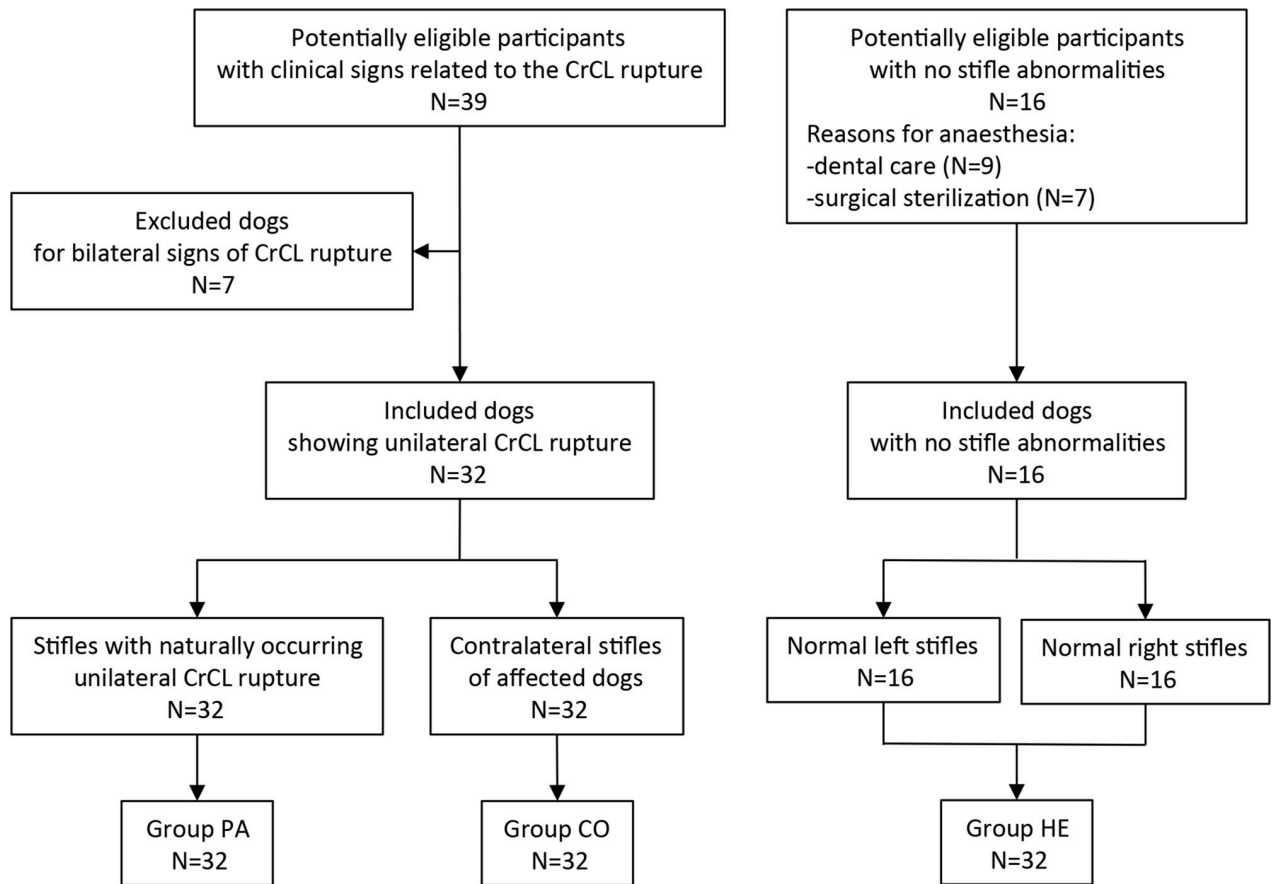 Potentially eligible participants
with clinical signs related to the CrCL rupture
N=39
Potentially eligible participants
with no stifle abnormalities
N=16
Reasons for anaesthesia:
-dental care (N=9)
-surgical sterilization (N=7)
Excluded dogs
for bilateral signs of CrCL rupture
N=7
Included dogs
showing unilateral CrCL rupture
N=32
Included dogs
with no stifle abnormalities
N=16
Stifles with naturally occurring
unilateral CrCL rupture
N=32
Contralateral stifles
of affected dogs
N=32
Normal left stifles
N=16
Normal right stifles
N=16
Group PA
N=32
Group CO
N=32
Group HE
N=32